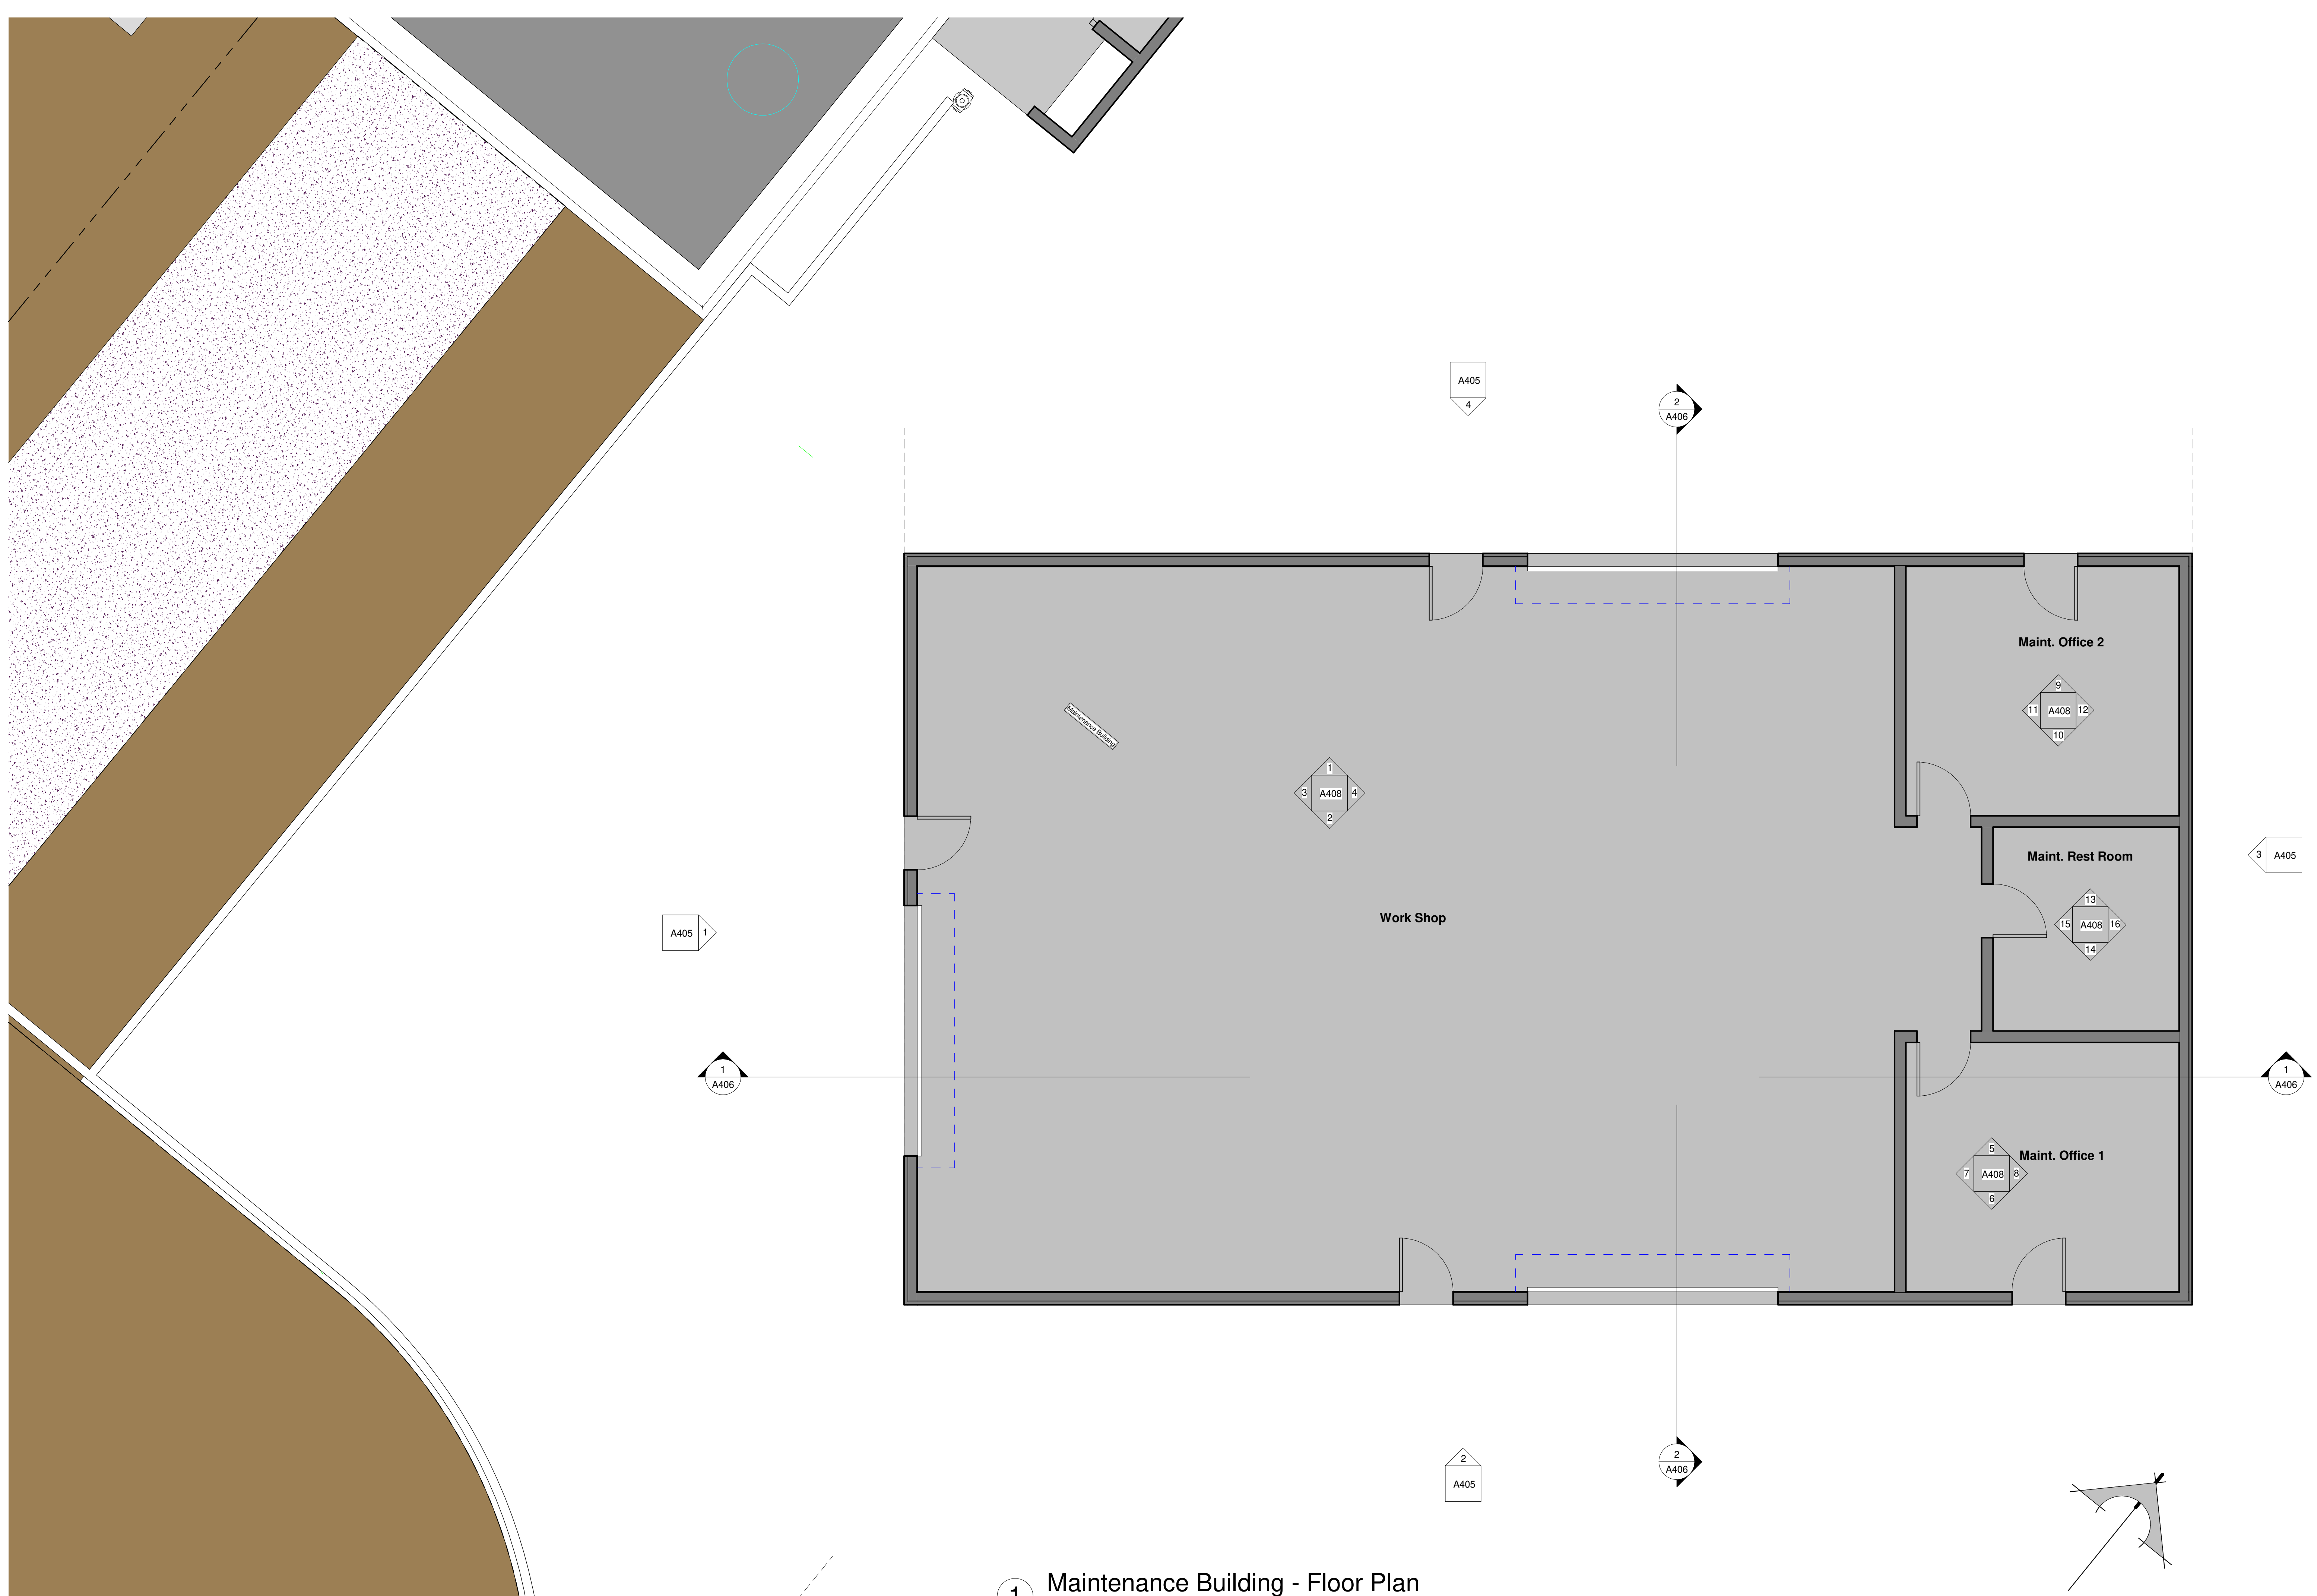 A405
4
2
A406
Maint. Office 2
9
11 A408 12
10
Maintenance Building
1
3 A408 4
2
Maint. Rest Room
3 A405
13
15 A408 16
14
Work Shop
A405 1
1
A406
1
A406
5
Maint. Office 1
7 A408 8
6
2
A405
2
A406
1 Maintenance Building - Floor Plan